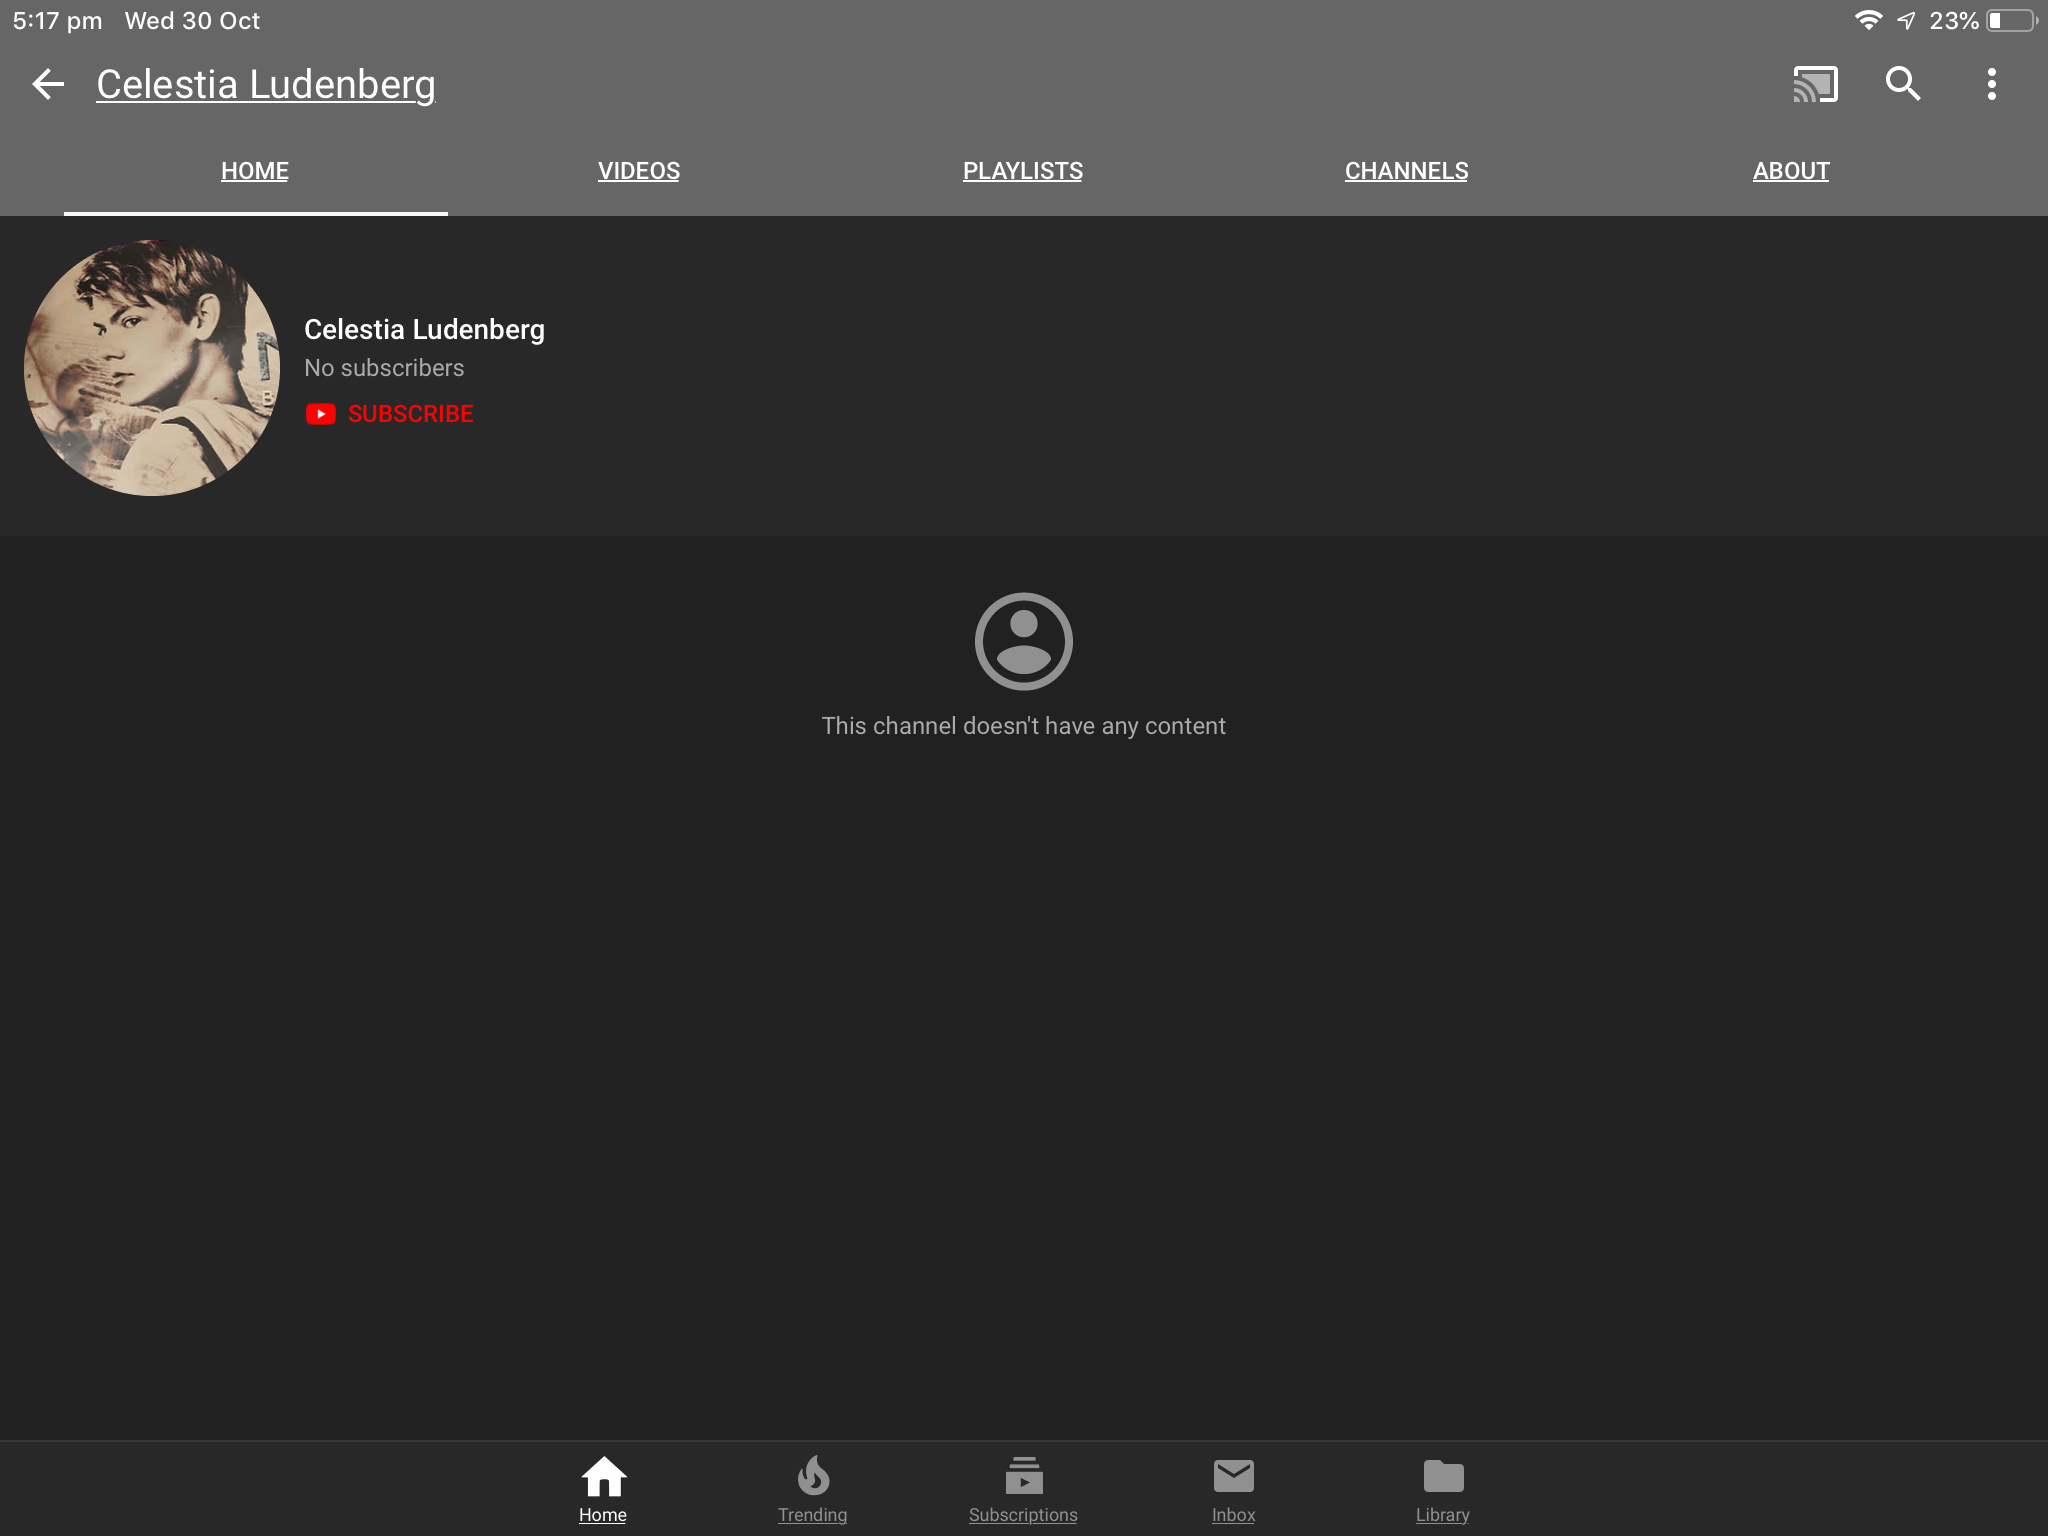 5:17 pm Wed 30 Oct 23%
Celestia Ludenberg
HOME VIDEOS PLAYLISTS CHANNELS ABOUT
Celestia Ludenberg
No subscribers
SUBSCRIBE
This channel doesn't have any content
Home Trending Subscriptions Inbox Library